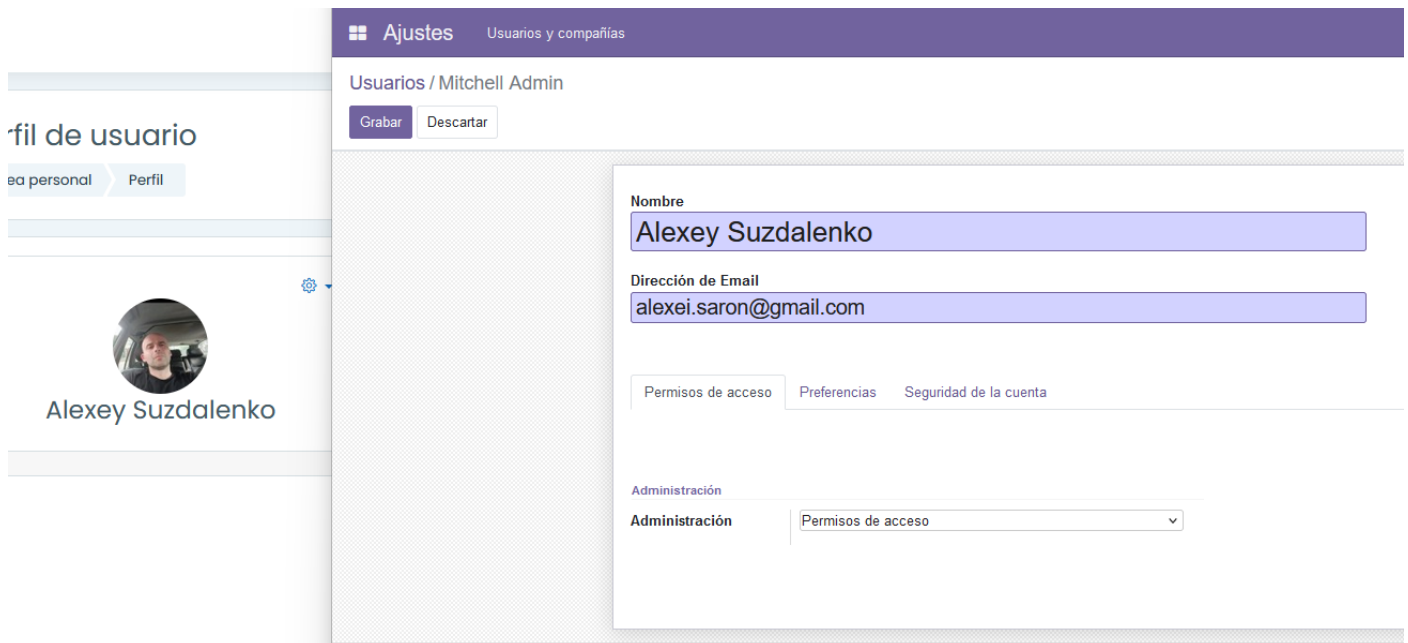 Ajustes Usuarios y compañías
Usuarios / Mitchell Admin
Grabar Descartar
rfil de usuario
ea personal Perfil
Alexey Suzdalenko
Nombre
Alexey Suzdalenko
Dirección de Email
alexei.saron@gmail.com
Permisos de acceso Preferencias Seguridad de la cuenta
Administración
Administración Permisos de acceso